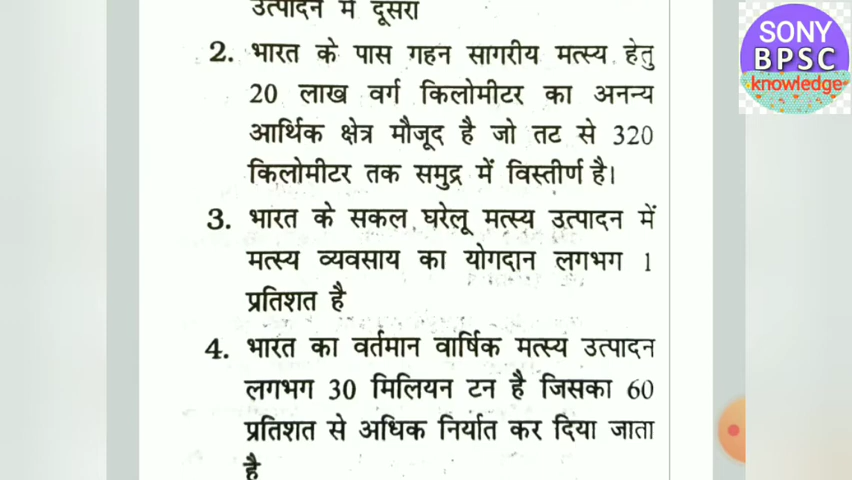 उत्पादन में दूसरा
SONY
BPSC
knowledge
2. भारत के पास गहन सागरीय मत्स्य हेतु
20 लाख वर्ग किलोमीटर का अनन्य
आर्थिक क्षेत्र मौजूद है जो तट से 320
किलोमीटर तक समुद्र में विस्तीर्ण है।
3. भारत के सकल घरेलू मत्स्य उत्पादन में
मत्स्य व्यवसाय का योगदान लगभग 1
प्रतिशत है
4. भारत का वर्तमान वार्षिक मत्स्य उत्पादन
लगभग 30 मिलियन टन है जिसका 60
प्रतिशत से अधिक निर्यात कर दिया जाता
है